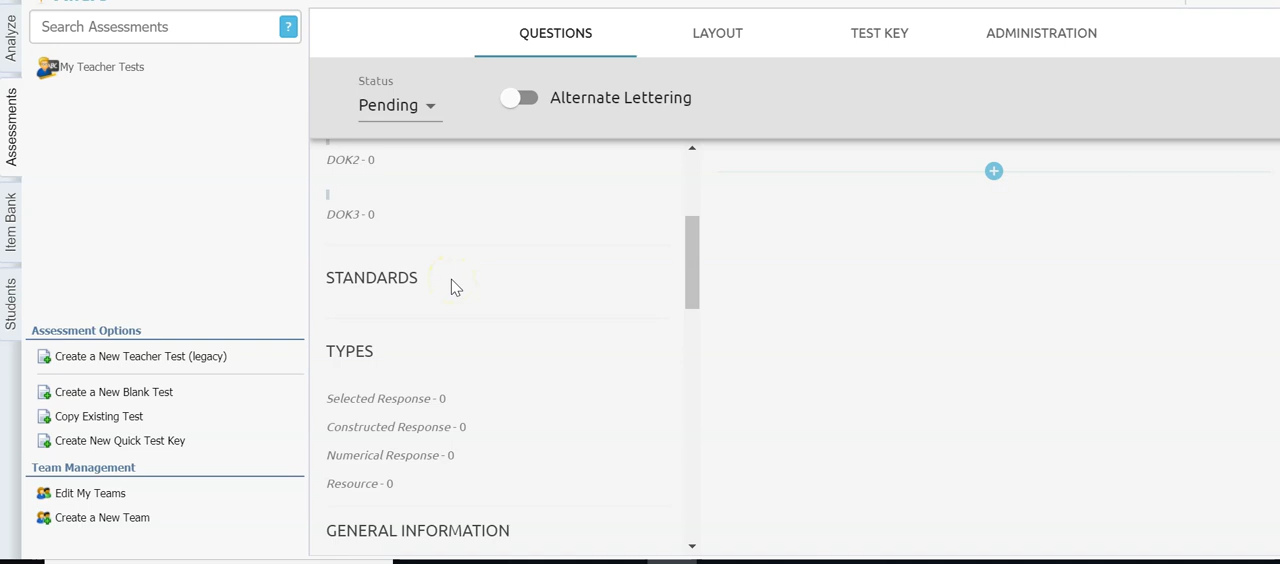 Analyze
Assessments
Item Bank
Students
Search Assessments
?
My Teacher Tests
Assessment Options
Create a New Teacher Test (legacy)
Create a New Blank Test
Copy Existing Test
Create New Quick Test Key
Team Management
Edit My Teams
Create a New Team
QUESTIONS
LAYOUT
TEST KEY
ADMINISTRATION
Status
Pending
Alternate Lettering
DOK2 - 0
DOK3 - 0
STANDARDS
TYPES
Selected Response - 0
Constructed Response - 0
Numerical Response - 0
Resource - 0
GENERAL INFORMATION